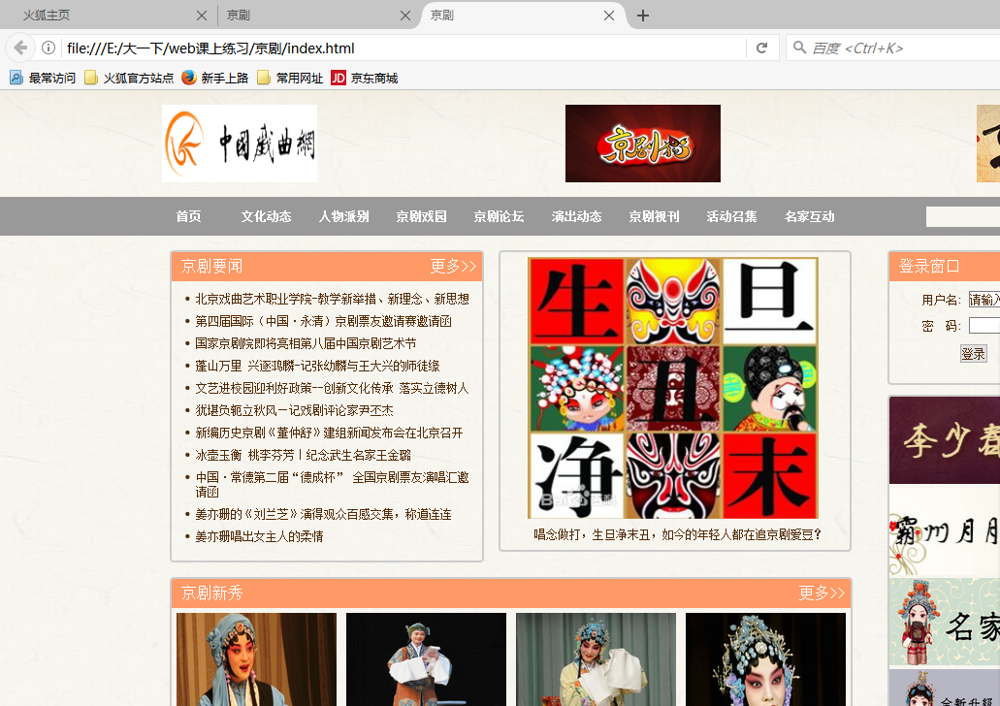 火狐主页 京剧 京剧
file:///E:/大一下/web课上练习/京剧/index.html 百度 <Ctrl+K>
最常访问 火狐官方站点 新手上路 常用网址 JD 京东商城
中國戲曲網
京剧猫
首页 文化动态 人物派别 京剧戏园 京剧论坛 演出动态 京剧视刊 活动召集 名家互动
京剧要闻 更多>>
北京戏曲艺术职业学院-教学新举措、新理念、新思想
第四届国际（中国·永清）京剧票友邀请赛邀请函
国家京剧院即将亮相第八届中国京剧艺术节
蓬山万里 兴逐鸿麟-记张幼麟与王大兴的师徒缘
文艺进校园迎利好政策--创新文化传承 落实立德树人
犹堪负轭立秋风－记戏剧评论家尹丕杰
新编历史京剧《董仲舒》建组新闻发布会在北京召开
冰壶玉衡 桃李芬芳丨纪念武生名家王金璐
中国·常德第二届“德成杯” 全国京剧票友演唱汇邀
请函
姜亦珊的《刘兰芝》演得观众百感交集，称道连连
姜亦珊唱出女主人的柔情
生 旦
丑
净 末
Bai 百科
唱念做打，生旦净末丑，如今的年轻人都在追京剧爱豆？
登录窗口
用户名： 请输入
密 码：
登录
李少春
霸州月月
名家
全新升级
京剧新秀 更多>>